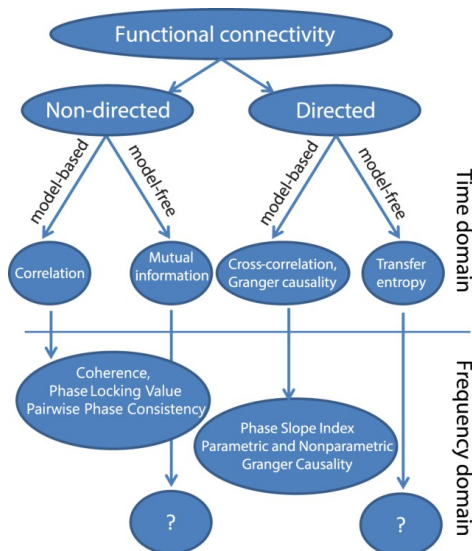 Functional connectivity
Non-directed
Directed
model-based
model-free
model-based
model-free
Time domain
Correlation
Mutual
information
Cross-correlation,
Granger causality
Transfer
entropy
Coherence,
Phase Locking Value
Pairwise Phase Consistency
Phase Slope Index
Parametric and Nonparametric
Granger Causality
Frequency domain
?
?